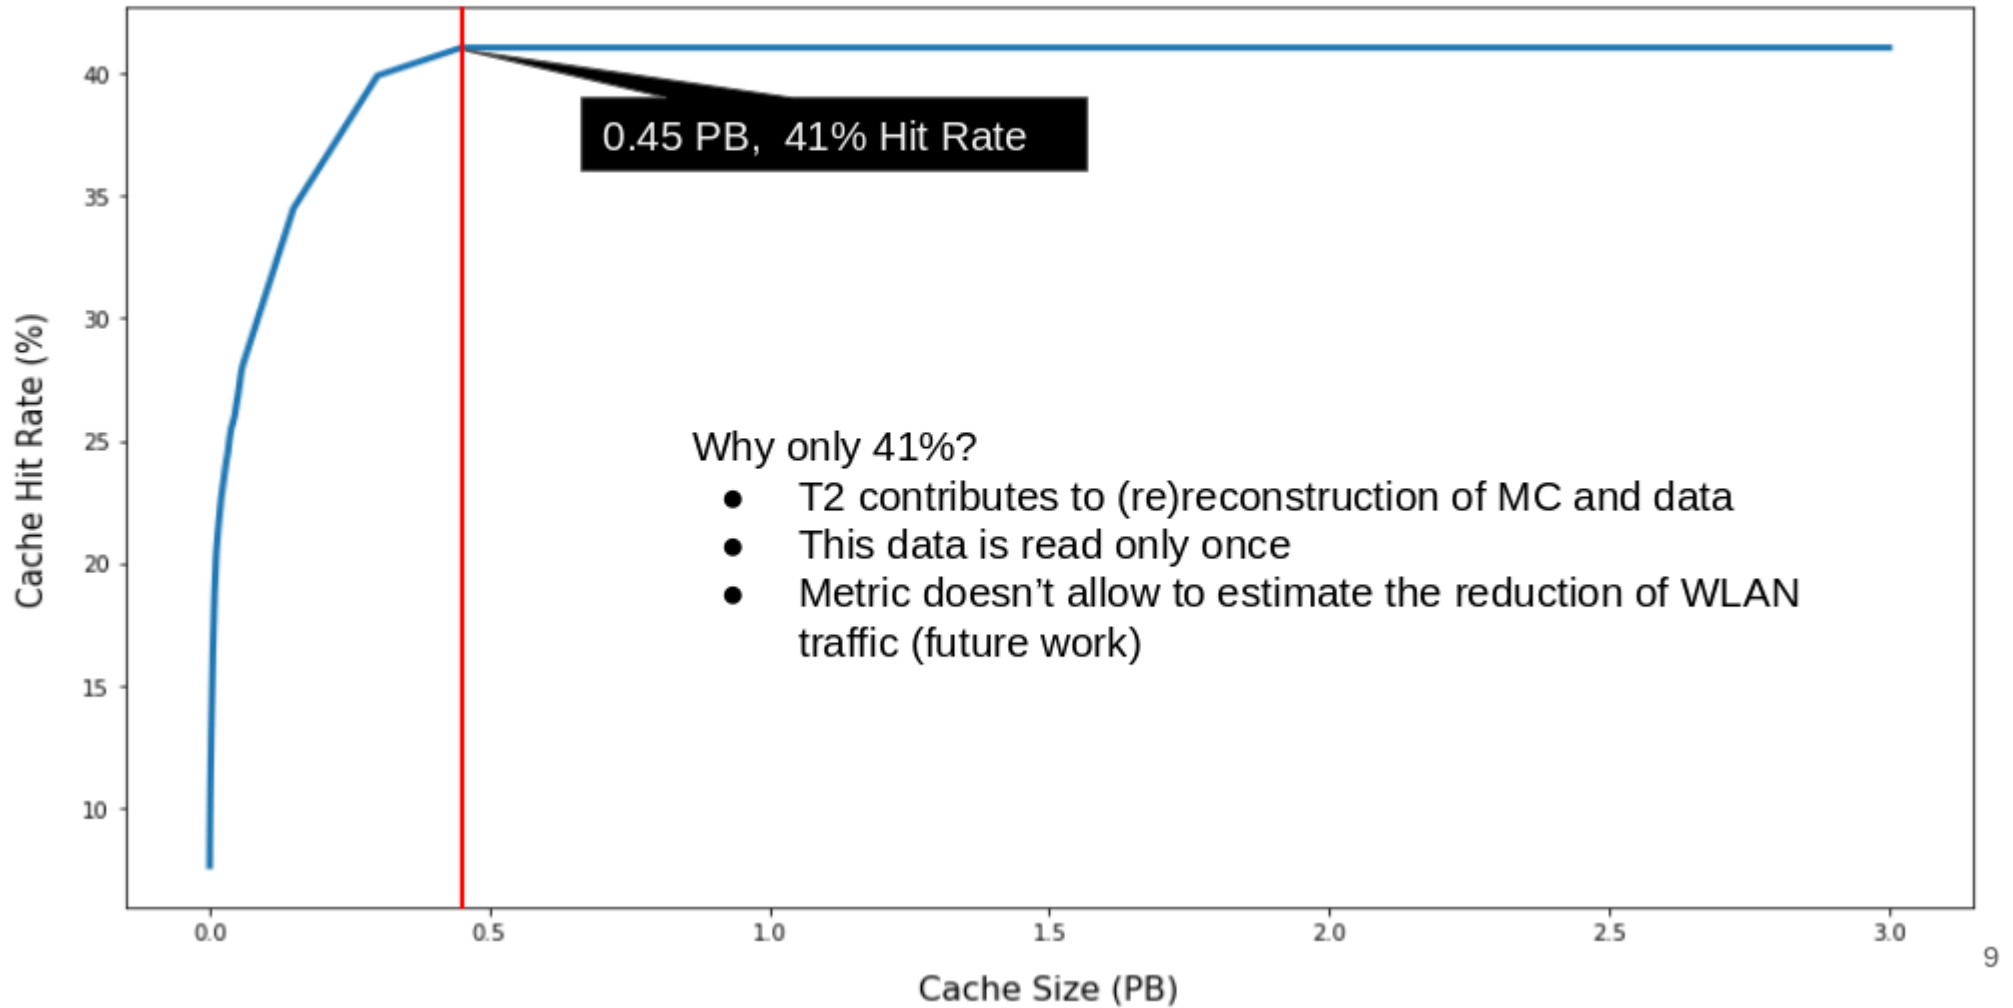 40
35
30
25
20
15
10
Cache Hit Rate (%)
0.45 PB,  41% Hit Rate
Why only 41%?
● T2 contributes to (re)reconstruction of MC and data
● This data is read only once
● Metric doesn’t allow to estimate the reduction of WLAN
traffic (future work)
0.0 0.5 1.0 1.5 2.0 2.5 3.0
Cache Size (PB)
9